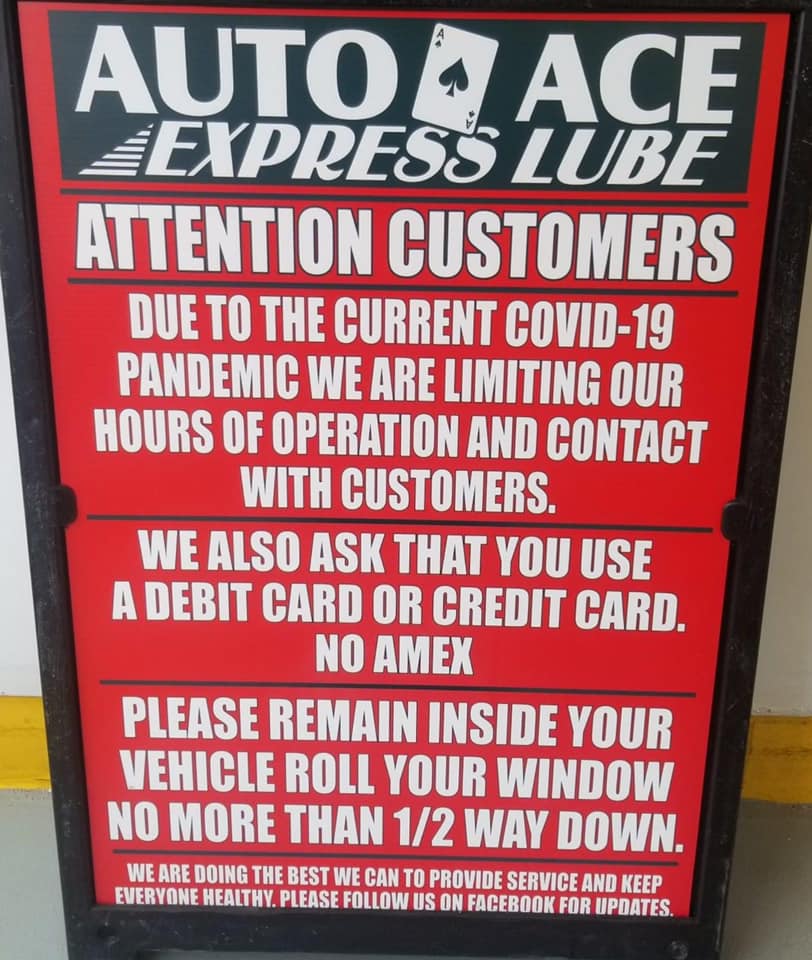 AUTO ACE
EXPRESS LUBE
ATTENTION CUSTOMERS
DUE TO THE CURRENT COVID-19
PANDEMIC WE ARE LIMITING OUR
HOURS OF OPERATION AND CONTACT
WITH CUSTOMERS.
WE ALSO ASK THAT YOU USE
A DEBIT CARD OR CREDIT CARD.
NO AMEX
PLEASE REMAIN INSIDE YOUR
VEHICLE ROLL YOUR WINDOW
NO MORE THAN 1/2 WAY DOWN.
WE ARE DOING THE BEST WE CAN TO PROVIDE SERVICE AND KEEP
EVERYONE HEALTHY. PLEASE FOLLOW US ON FACEBOOK FOR UPDATES.